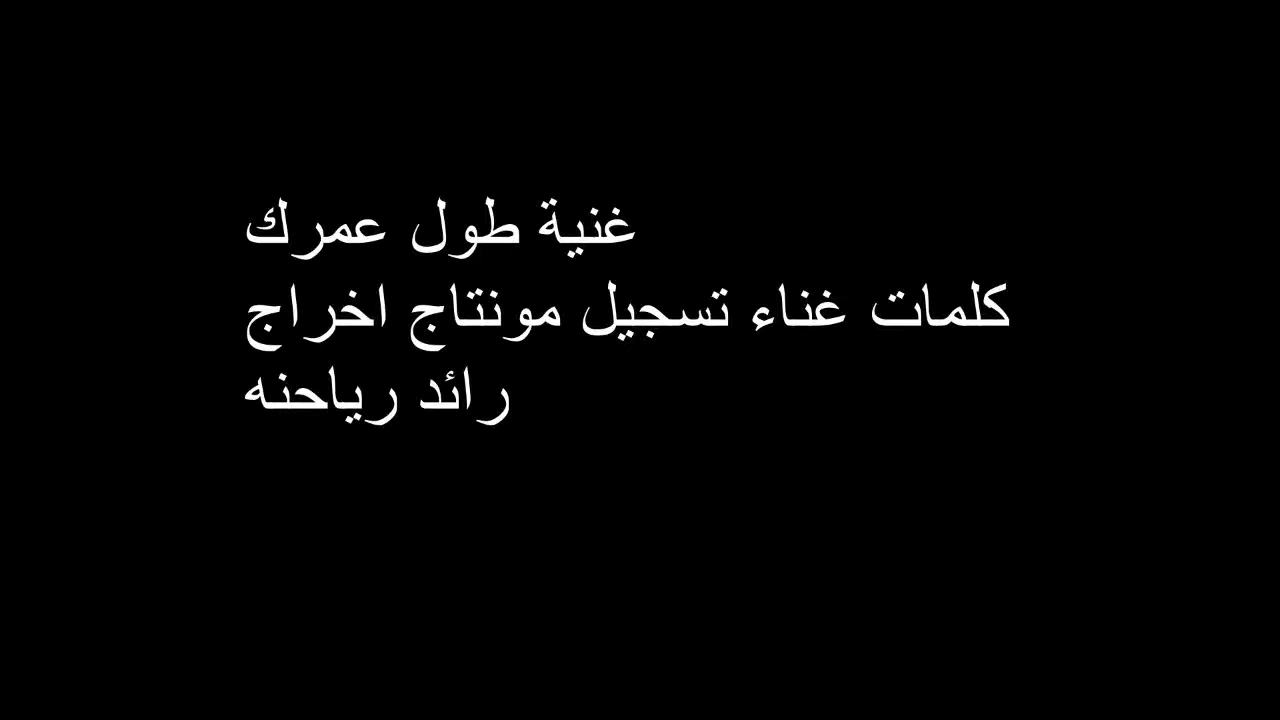 غنية طول عمرك
كلمات غناء تسجيل مونتاج اخراج
رائد رياحنه